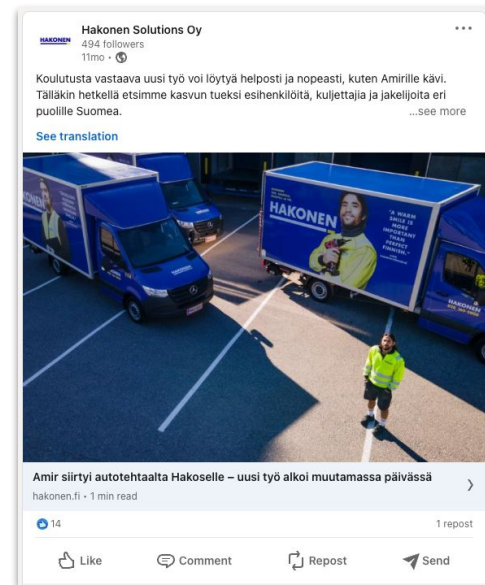 HAKONEN
Hakonen Solutions Oy
494 followers
11mo •
Koulutusta vastaava uusi työ voi löytyä helposti ja nopeasti, kuten Amirille kävi.
Tälläkin hetkellä etsimme kasvun tueksi esihenkilöitä, kuljettajia ja jakelijoita eri
puolille Suomea. ...see more
See translation
HAKONEN
"A WARM
SMILE IS
MORE
IMPORTANT
THAN
PERFECT
FINNISH."
HAKONEN
Amir siirtyi autotehtaalta Hakoselle – uusi työ alkoi muutamassa päivässä
hakonen.fi • 1 min read
14
1 repost
Like
Comment
Repost
Send